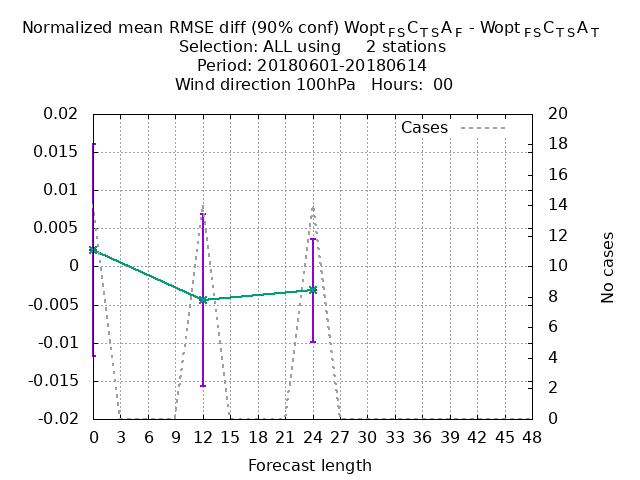 Normalized mean RMSE diff (90% conf) Wopt FS C TS A F - Wopt FS C TS A T
Selection: ALL using 2 stations
Period: 20180601-20180614
Wind direction 100hPa Hours: 00
Cases
0.02
0.015
0.01
0.005
0
-0.005
-0.01
-0.015
-0.02
20
18
16
14
12
10
8
6
4
2
0
No cases
0 3 6 9 12 15 18 21 24 27 30 33 36 39 42 45 48
Forecast length